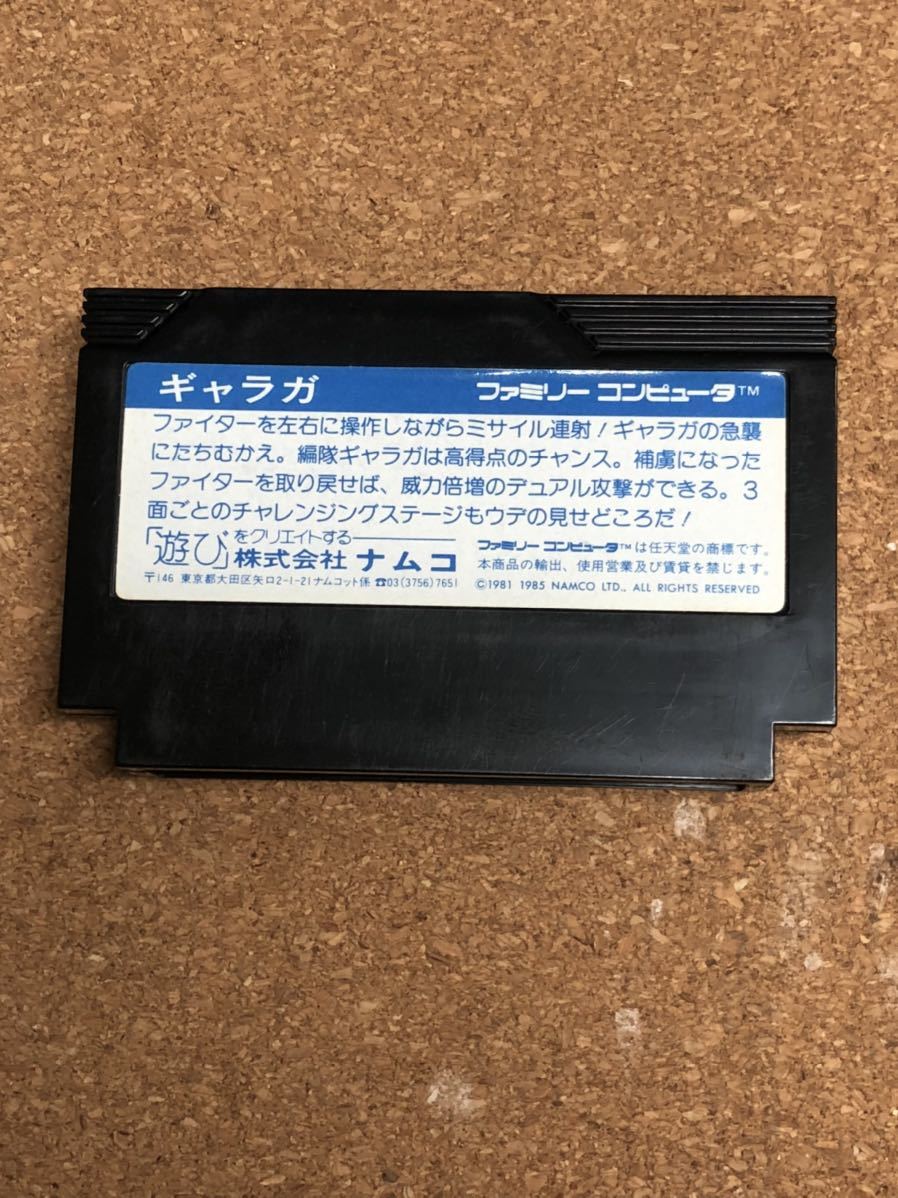 ギャラガ ファミリー コンピュータ™
ファイターを左右に操作しながらミサイル連射！ギャラガの急襲
にたちむかえ。編隊ギャラガは高得点のチャンス。補虜になった
ファイターを取り戻せば、威力倍増のデュアル攻撃ができる。3
面ごとのチャレンジングステージもウデの見せどころだ！
「遊び」をクリエイトする
株式会社 ナムコ
〒146 東京都大田区矢口2-1-21 ナムコット係 ☎03(3756)7651
ファミリー コンピュータ™は任天堂の商標です。
本商品の輸出、使用営業及び賃貸を禁じます。
©1981 1985 NAMCO LTD., ALL RIGHTS RESERVED